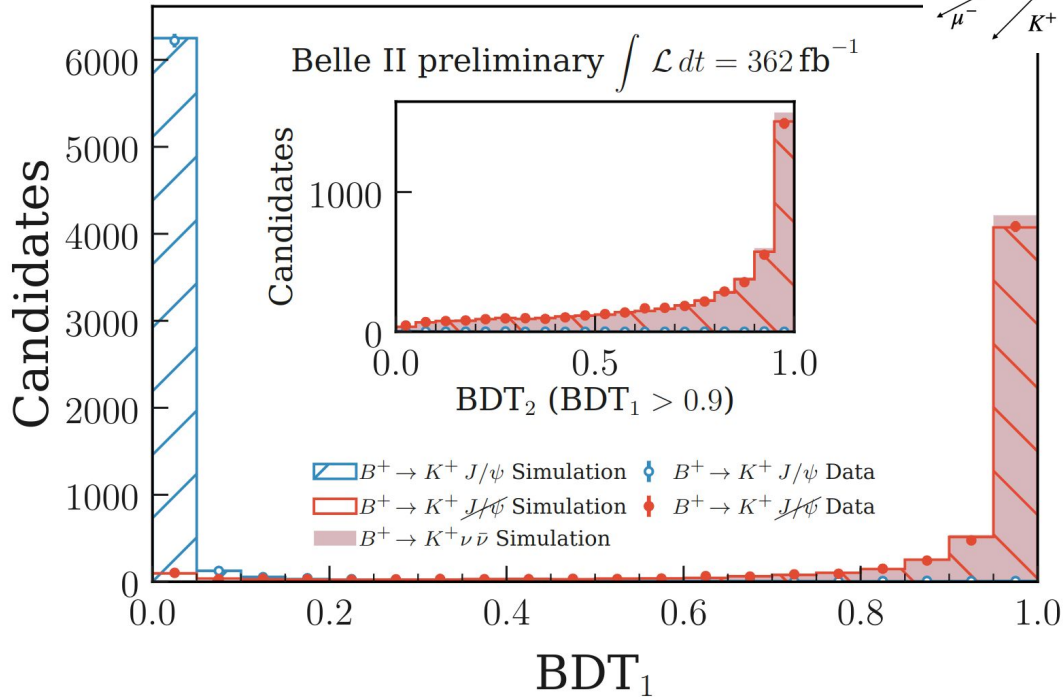 μ⁻
K⁺
Belle II preliminary ∫ ℒ dt = 362 fb⁻¹
6000
5000
4000
3000
2000
1000
0
Candidates
1000
0
Candidates
0.0 0.5 1.0
BDT₂ (BDT₁ > 0.9)
B⁺ → K⁺ J/ψ Simulation
B⁺ → K⁺ J/ψ Data
B⁺ → K⁺ J̸/̸ψ̸ Simulation
B⁺ → K⁺ J̸/̸ψ̸ Data
B⁺ → K⁺ ν ν̄ Simulation
0.0 0.2 0.4 0.6 0.8 1.0
BDT₁